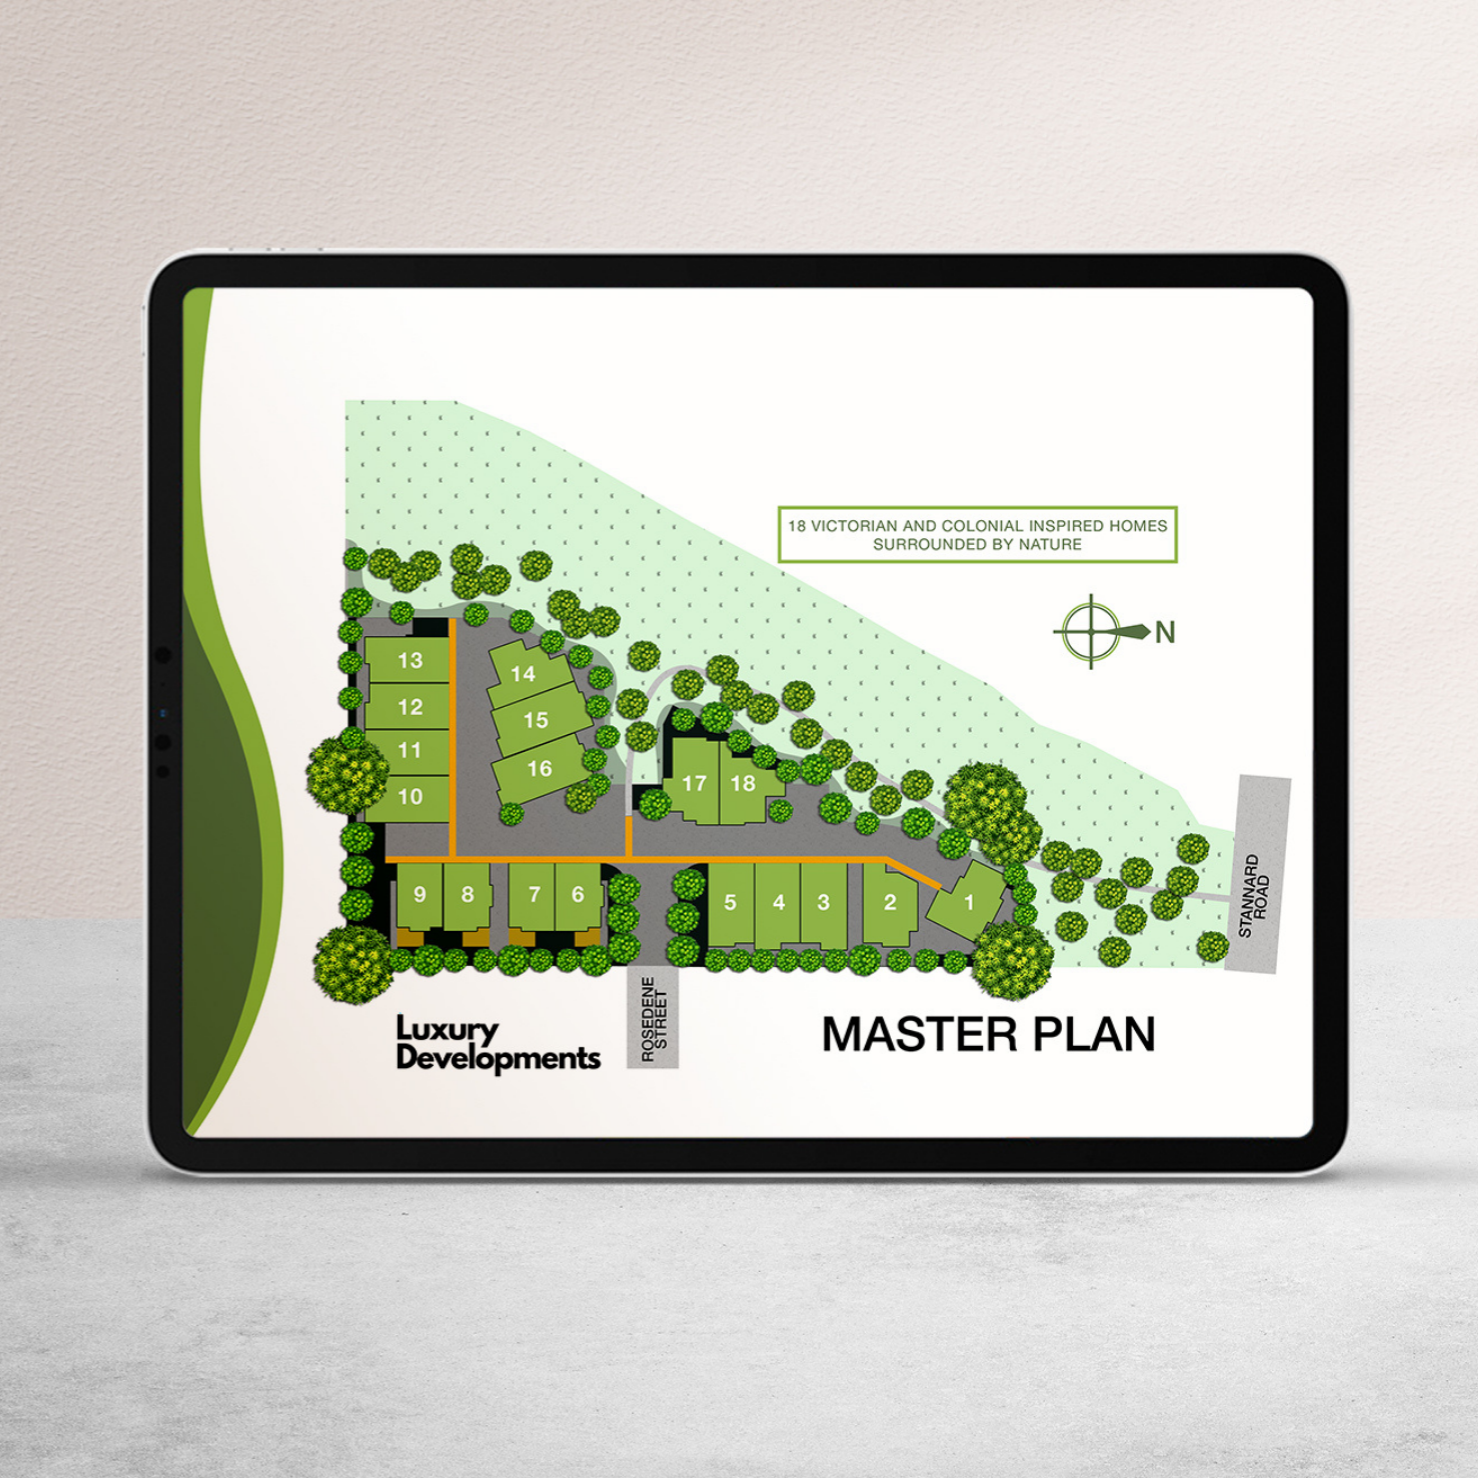 18 VICTORIAN AND COLONIAL INSPIRED HOMES
SURROUNDED BY NATURE
N
13
12
11
10
14
15
16
17
18
9
8
7
6
5
4
3
2
1
STANNARD
ROAD
ROSEDENE
STREET
Luxury
Developments
MASTER PLAN